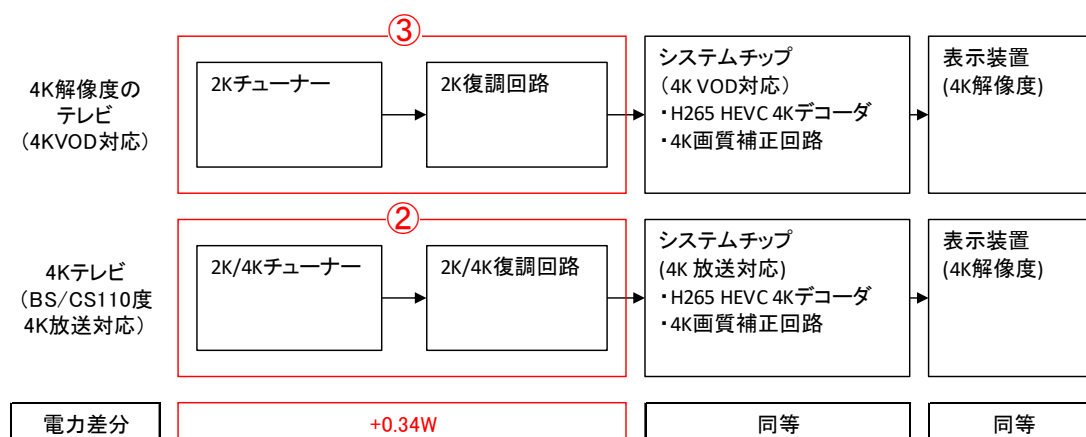 ③
4K解像度の
テレビ
（4KVOD対応）
2Kチューナー
2K復調回路
システムチップ
（4K VOD対応）
・H265 HEVC 4Kデコーダ
・4K画質補正回路
表示装置
(4K解像度)
②
4Kテレビ
（BS/CS110度
4K放送対応）
2K/4Kチューナー
2K/4K復調回路
システムチップ
(4K 放送対応)
・H265 HEVC 4Kデコーダ
・4K画質補正回路
表示装置
(4K解像度)
電力差分
+0.34W
同等
同等